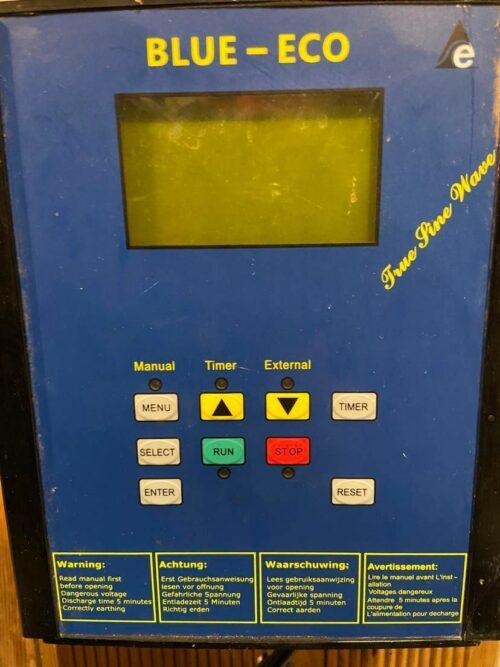 BLUE – ECO
e
True Sine Wave
Manual Timer External
MENU TIMER
SELECT RUN STOP
ENTER RESET
Warning:
Read manual first
before opening
Dangerous voltage
Discharge time 5 minutes
Correctly earthing
Achtung:
Erst Gebrauchsanweisung
lesen vor offnung
Gefahrliche Spannung
Entladezeit 5 Minuten
Richtig erden
Waarschuwing:
Lees gebruiksaanwijzing
voor opening
Gevaarlijke spanning
Ontlaadtijd 5 minuten
Correct aarden
Avertissement:
Lire le manuel avant L'inst -
allation
Voltages dangereux
Attendre 5 minutes apres la
coupure de
L'alimentation pour decharge